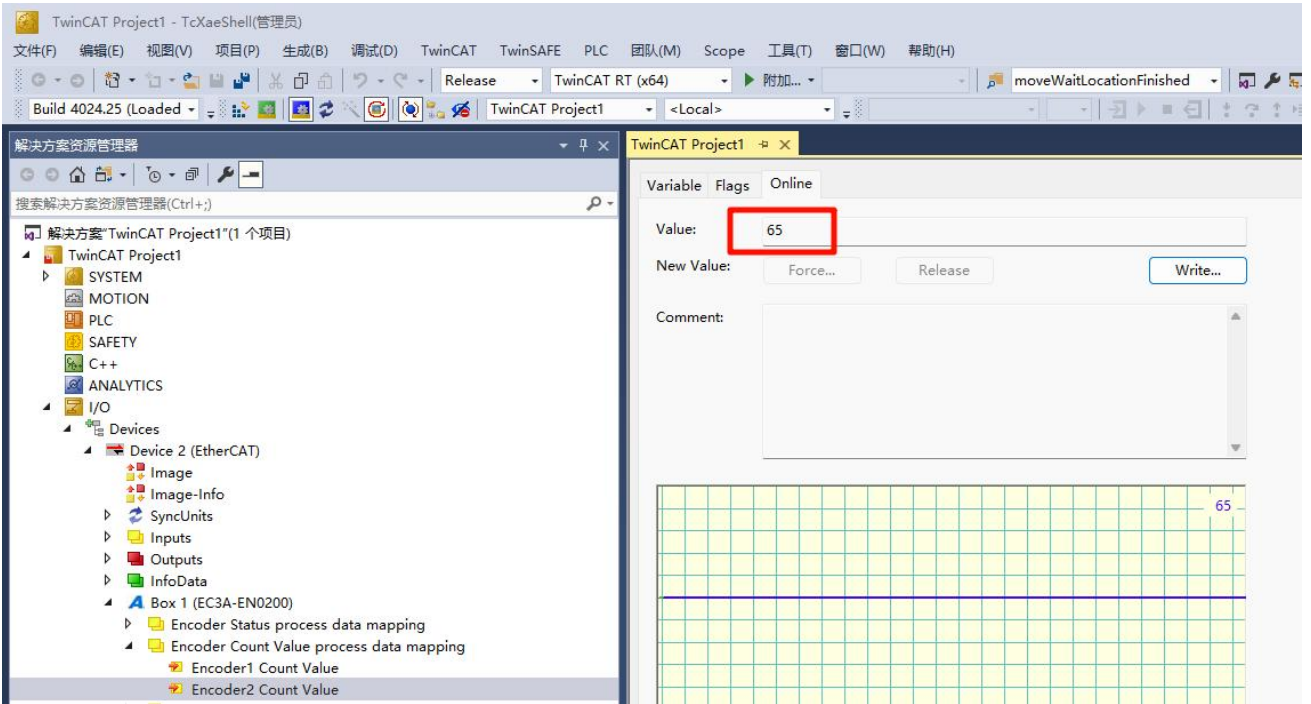 TwinCAT Project1 - TcXaeShell(管理员)
文件(F) 编辑(E) 视图(V) 项目(P) 生成(B) 调试(D) TwinCAT TwinSAFE PLC 团队(M) Scope 工具(T) 窗口(W) 帮助(H)
Release TwinCAT RT (x64) 附加... moveWaitLocationFinished
Build 4024.25 (Loaded TwinCAT Project1 <Local>
解决方案资源管理器
搜索解决方案资源管理器(Ctrl+;)
解决方案"TwinCAT Project1"(1 个项目)
TwinCAT Project1
SYSTEM
MOTION
PLC
SAFETY
C++
ANALYTICS
I/O
Devices
Device 2 (EtherCAT)
Image
Image-Info
SyncUnits
Inputs
Outputs
InfoData
Box 1 (EC3A-EN0200)
Encoder Status process data mapping
Encoder Count Value process data mapping
Encoder1 Count Value
Encoder2 Count Value
TwinCAT Project1
Variable Flags Online
Value: 65
New Value: Force... Release Write...
Comment:
65